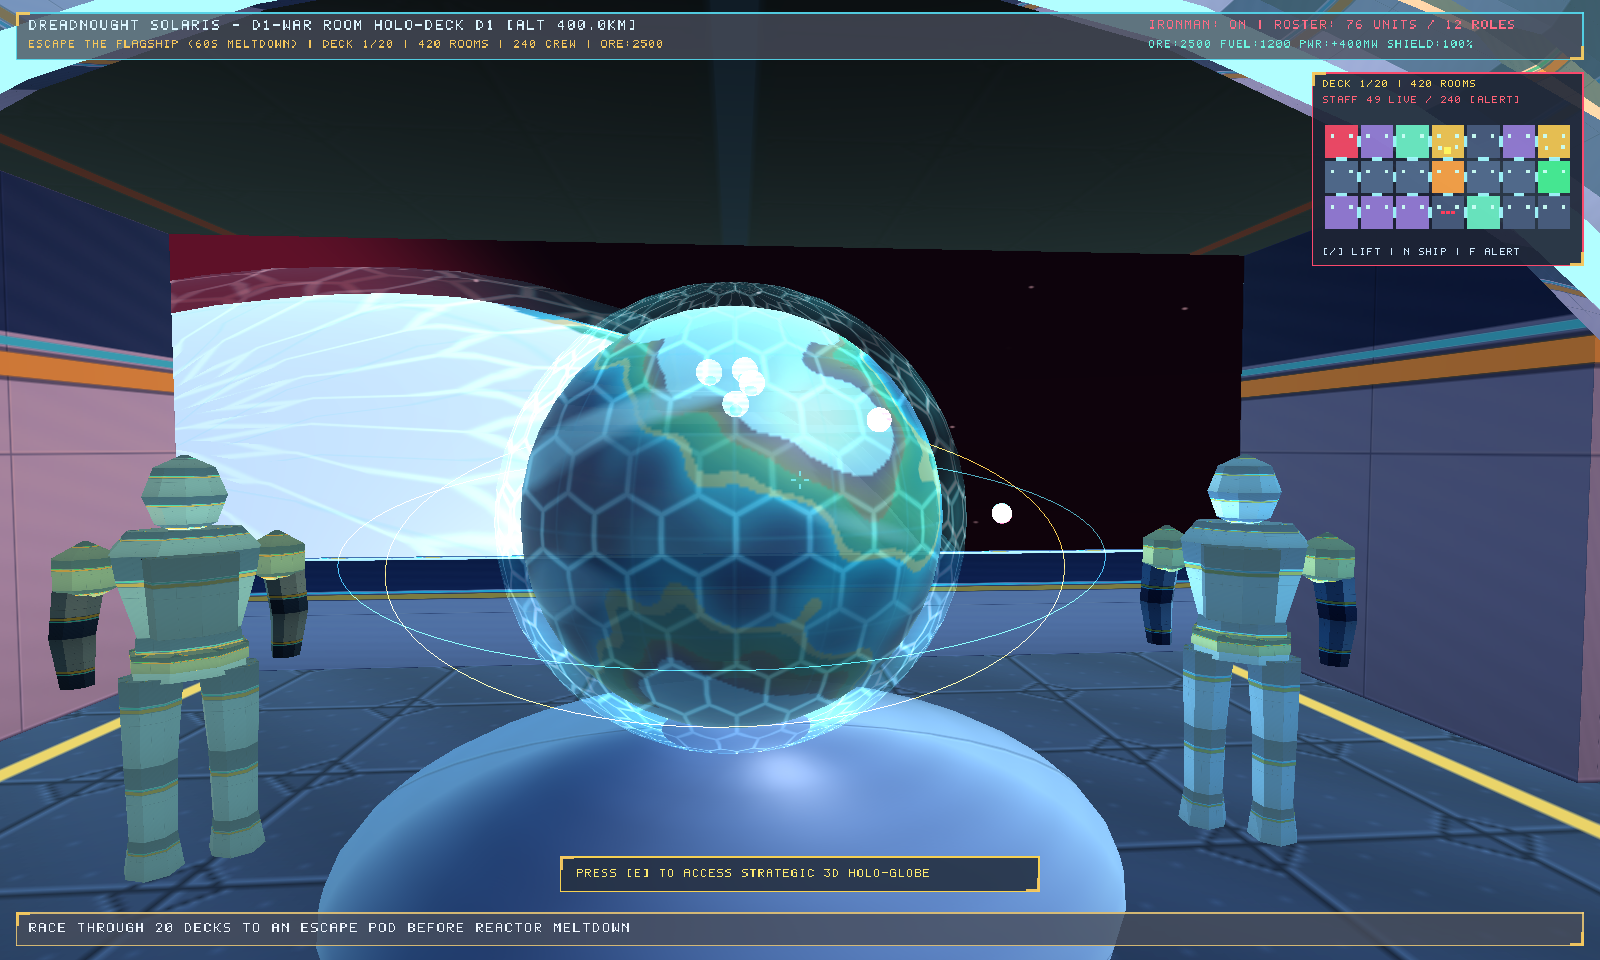 DREADNOUGHT SOLARIS - D1-WAR ROOM HOLO-DECK D1 [ALT 400.0KM]
ESCAPE THE FLAGSHIP (60S MELTDOWN) | DECK 1/20 | 420 ROOMS | 240 CREW | ORE:2500
IRONMAN: ON | ROSTER: 76 UNITS / 12 ROLES
ORE:2500 FUEL:1200 PWR:+400MW SHIELD:100%
DECK 1/20 | 420 ROOMS
STAFF 49 LIVE / 240 [ALERT]
[/] LIFT | N SHIP | F ALERT
PRESS [E] TO ACCESS STRATEGIC 3D HOLO-GLOBE
RACE THROUGH 20 DECKS TO AN ESCAPE POD BEFORE REACTOR MELTDOWN